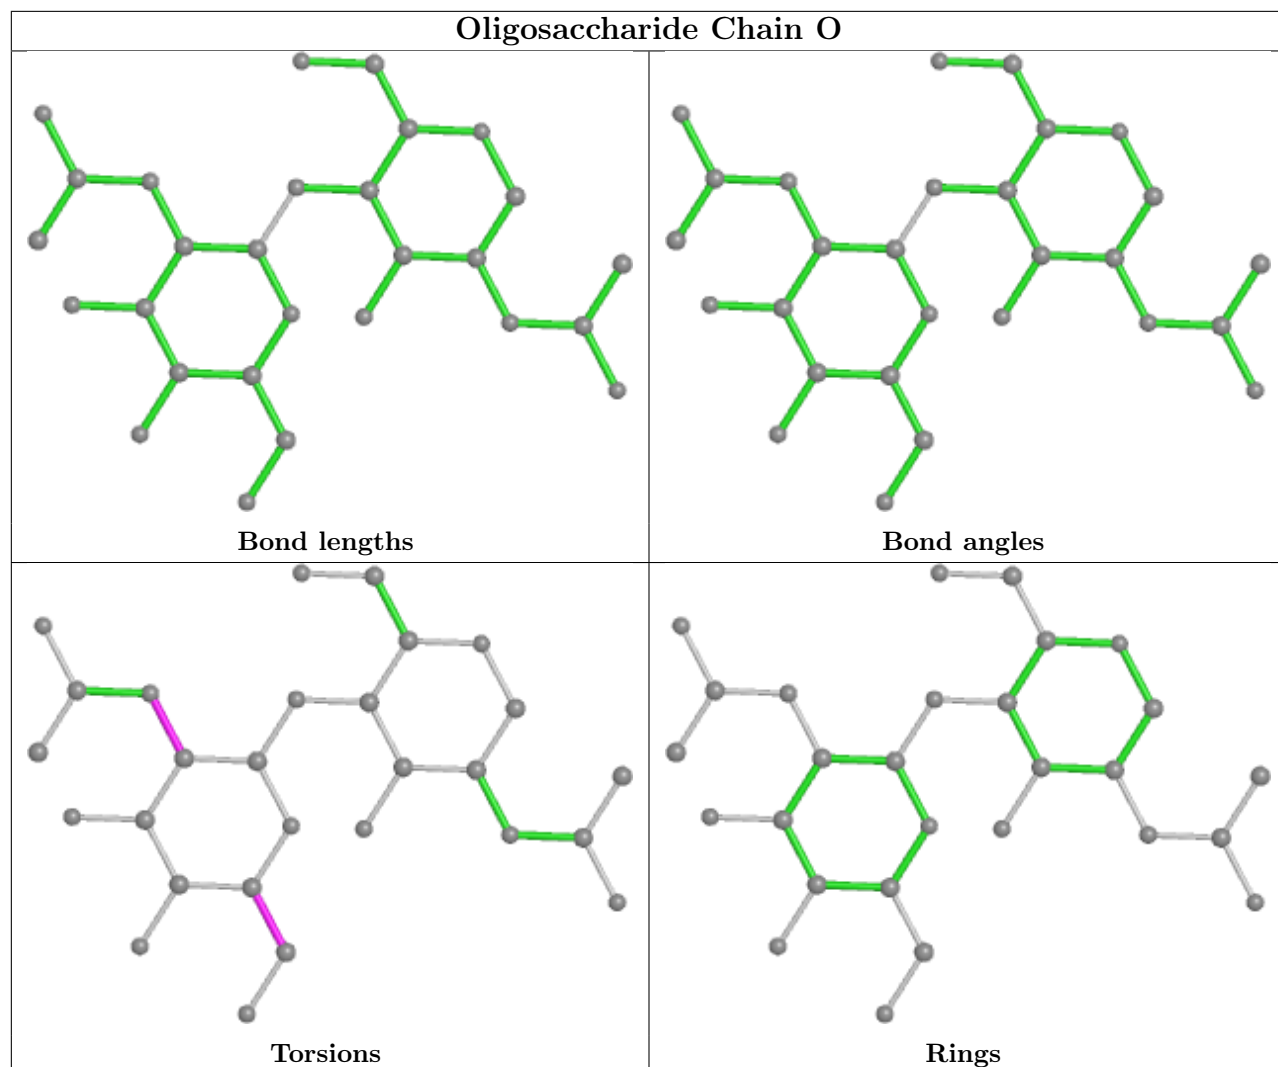 Oligosaccharide Chain O
Bond lengths
Bond angles
Torsions
Rings